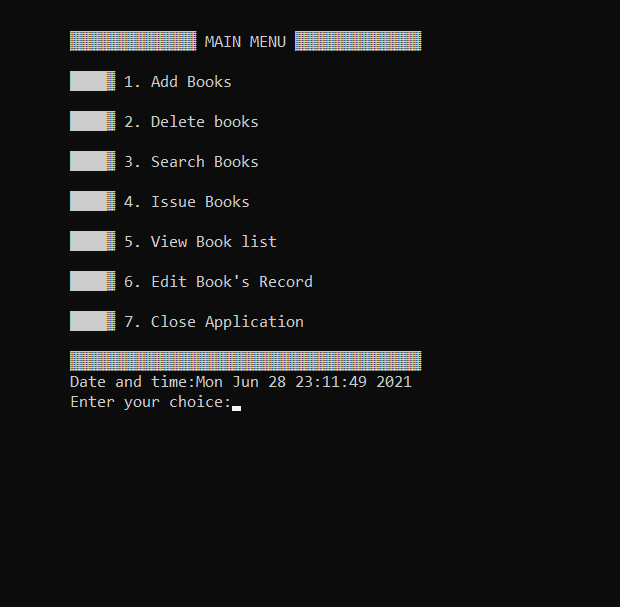 MAIN MENU
1. Add Books
2. Delete books
3. Search Books
4. Issue Books
5. View Book list
6. Edit Book's Record
7. Close Application
Date and time:Mon Jun 28 23:11:49 2021
Enter your choice: